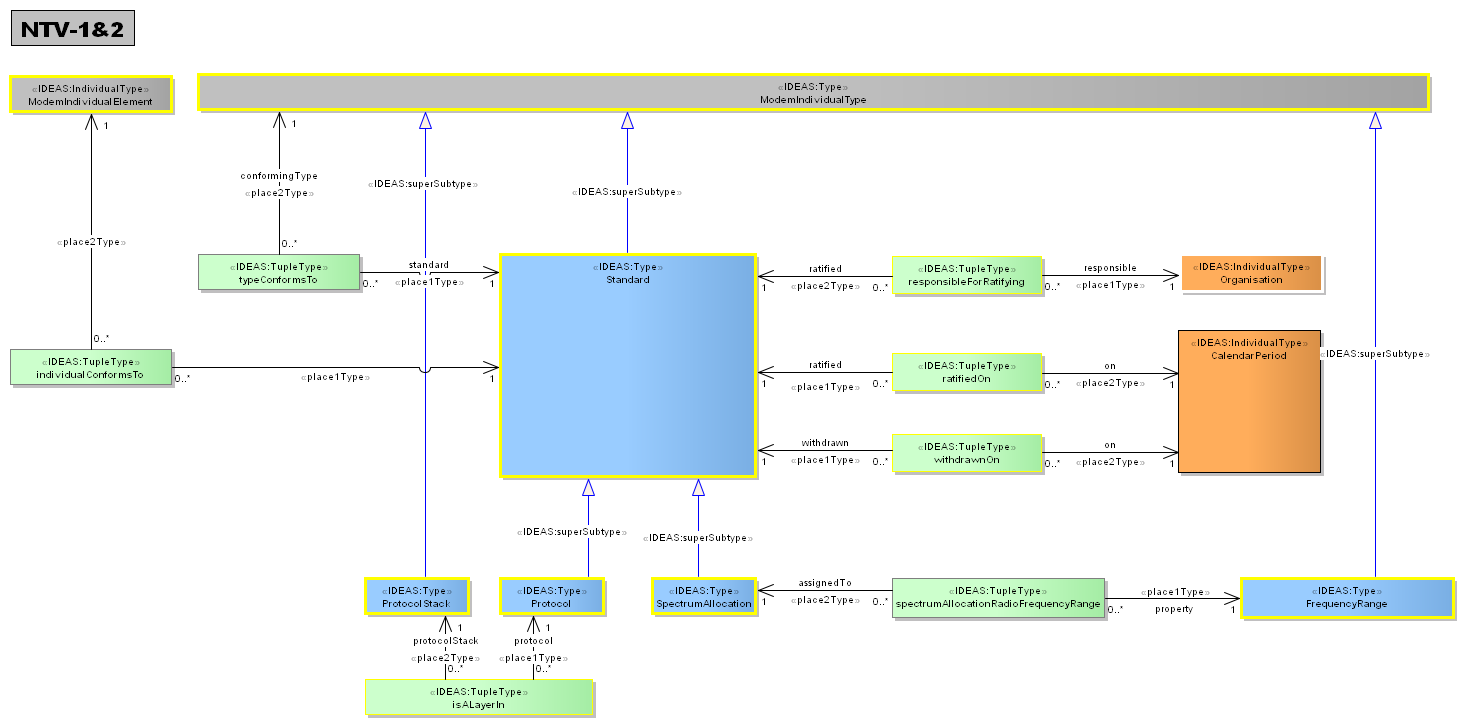 NTV-1&2
«IDEAS:IndividualType»
ModemIndividualElement
«IDEAS:Type»
ModemIndividualType
1
1
conformingType
«place2Type»
«IDEAS:superSubtype»
«IDEAS:superSubtype»
«place2Type»
0..*
«IDEAS:TupleType»
typeConformsTo
standard
«place1Type»
0..*
1
«IDEAS:Type»
Standard
ratified
«place2Type»
1
0..*
«IDEAS:TupleType»
responsibleForRatifying
responsible
«place1Type»
0..*
1
«IDEAS:IndividualType»
Organisation
0..*
«IDEAS:TupleType»
individualConformsTo
0..*
«place1Type»
1
ratified
«place1Type»
1
0..*
«IDEAS:TupleType»
ratifiedOn
on
«place2Type»
0..*
1
«IDEAS:IndividualType»
CalendarPeriod
«IDEAS:superSubtype»
withdrawn
«place1Type»
1
0..*
«IDEAS:TupleType»
withdrawnOn
on
«place2Type»
0..*
1
«IDEAS:superSubtype»
«IDEAS:superSubtype»
«IDEAS:Type»
ProtocolStack
«IDEAS:Type»
Protocol
«IDEAS:Type»
SpectrumAllocation
assignedTo
«place2Type»
1
0..*
«IDEAS:TupleType»
spectrumAllocationRadioFrequencyRange
«place1Type»
property
0..*
1
«IDEAS:Type»
FrequencyRange
1
protocolStack
«place2Type»
0..*
1
protocol
«place1Type»
0..*
«IDEAS:TupleType»
isALayerIn